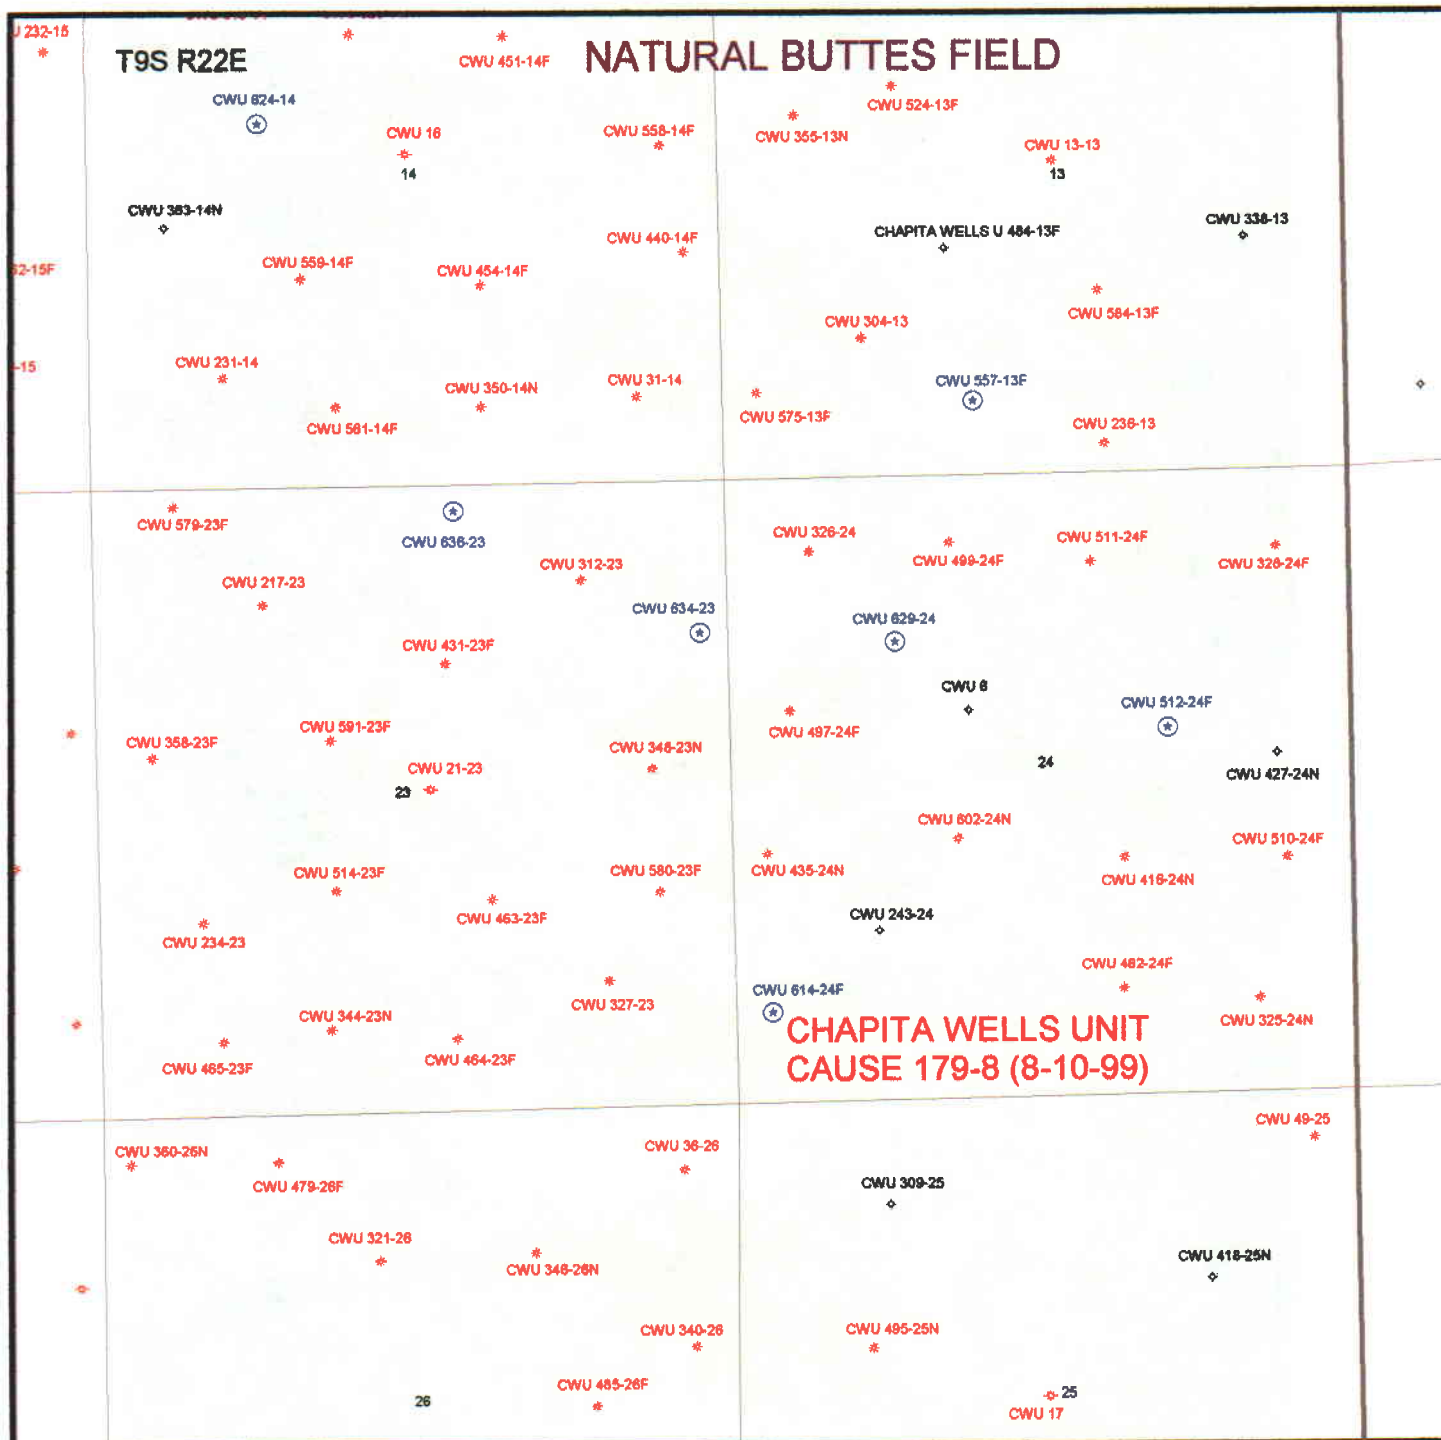 U 232-15
T9S R22E
CWU 451-14F
NATURAL BUTTES FIELD
CWU 624-14
CWU 16
14
CWU 558-14F
CWU 524-13F
CWU 355-13N
CWU 13-13
13
CWU 363-14N
CWU 440-14F
CHAPITA WELLS U 484-13F
CWU 338-13
52-15F
CWU 559-14F
CWU 454-14F
CWU 304-13
CWU 584-13F
-15
CWU 231-14
CWU 350-14N
CWU 31-14
CWU 557-13F
CWU 561-14F
CWU 575-13F
CWU 236-13
CWU 579-23F
CWU 636-23
CWU 312-23
CWU 326-24
CWU 499-24F
CWU 511-24F
CWU 328-24F
CWU 217-23
CWU 634-23
CWU 629-24
CWU 431-23F
CWU 6
CWU 512-24F
CWU 358-23F
CWU 591-23F
CWU 348-23N
CWU 497-24F
24
CWU 427-24N
CWU 21-23
23
CWU 602-24N
CWU 510-24F
CWU 514-23F
CWU 580-23F
CWU 435-24N
CWU 416-24N
CWU 463-23F
CWU 243-24
CWU 234-23
CWU 482-24F
CWU 327-23
CWU 614-24F
CWU 325-24N
CWU 344-23N
CWU 465-23F
CWU 464-23F
CHAPITA WELLS UNIT
CAUSE 179-8 (8-10-99)
CWU 49-25
CWU 360-26N
CWU 36-26
CWU 479-26F
CWU 309-25
CWU 321-26
CWU 346-26N
CWU 418-25N
CWU 340-26
CWU 495-25N
CWU 485-26F
26
25
CWU 17